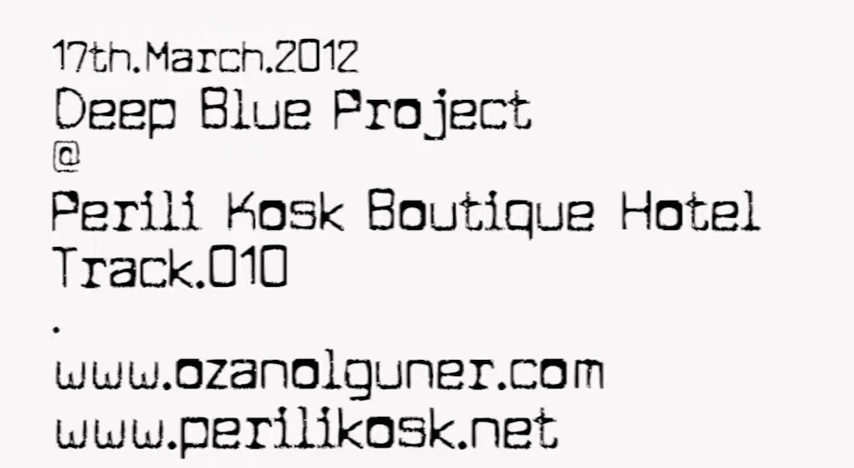 17th.March.2012
Deep Blue Project
@
Perili Kosk Boutique Hotel
Track.010
.
www.ozanolguner.com
www.perilikosk.net